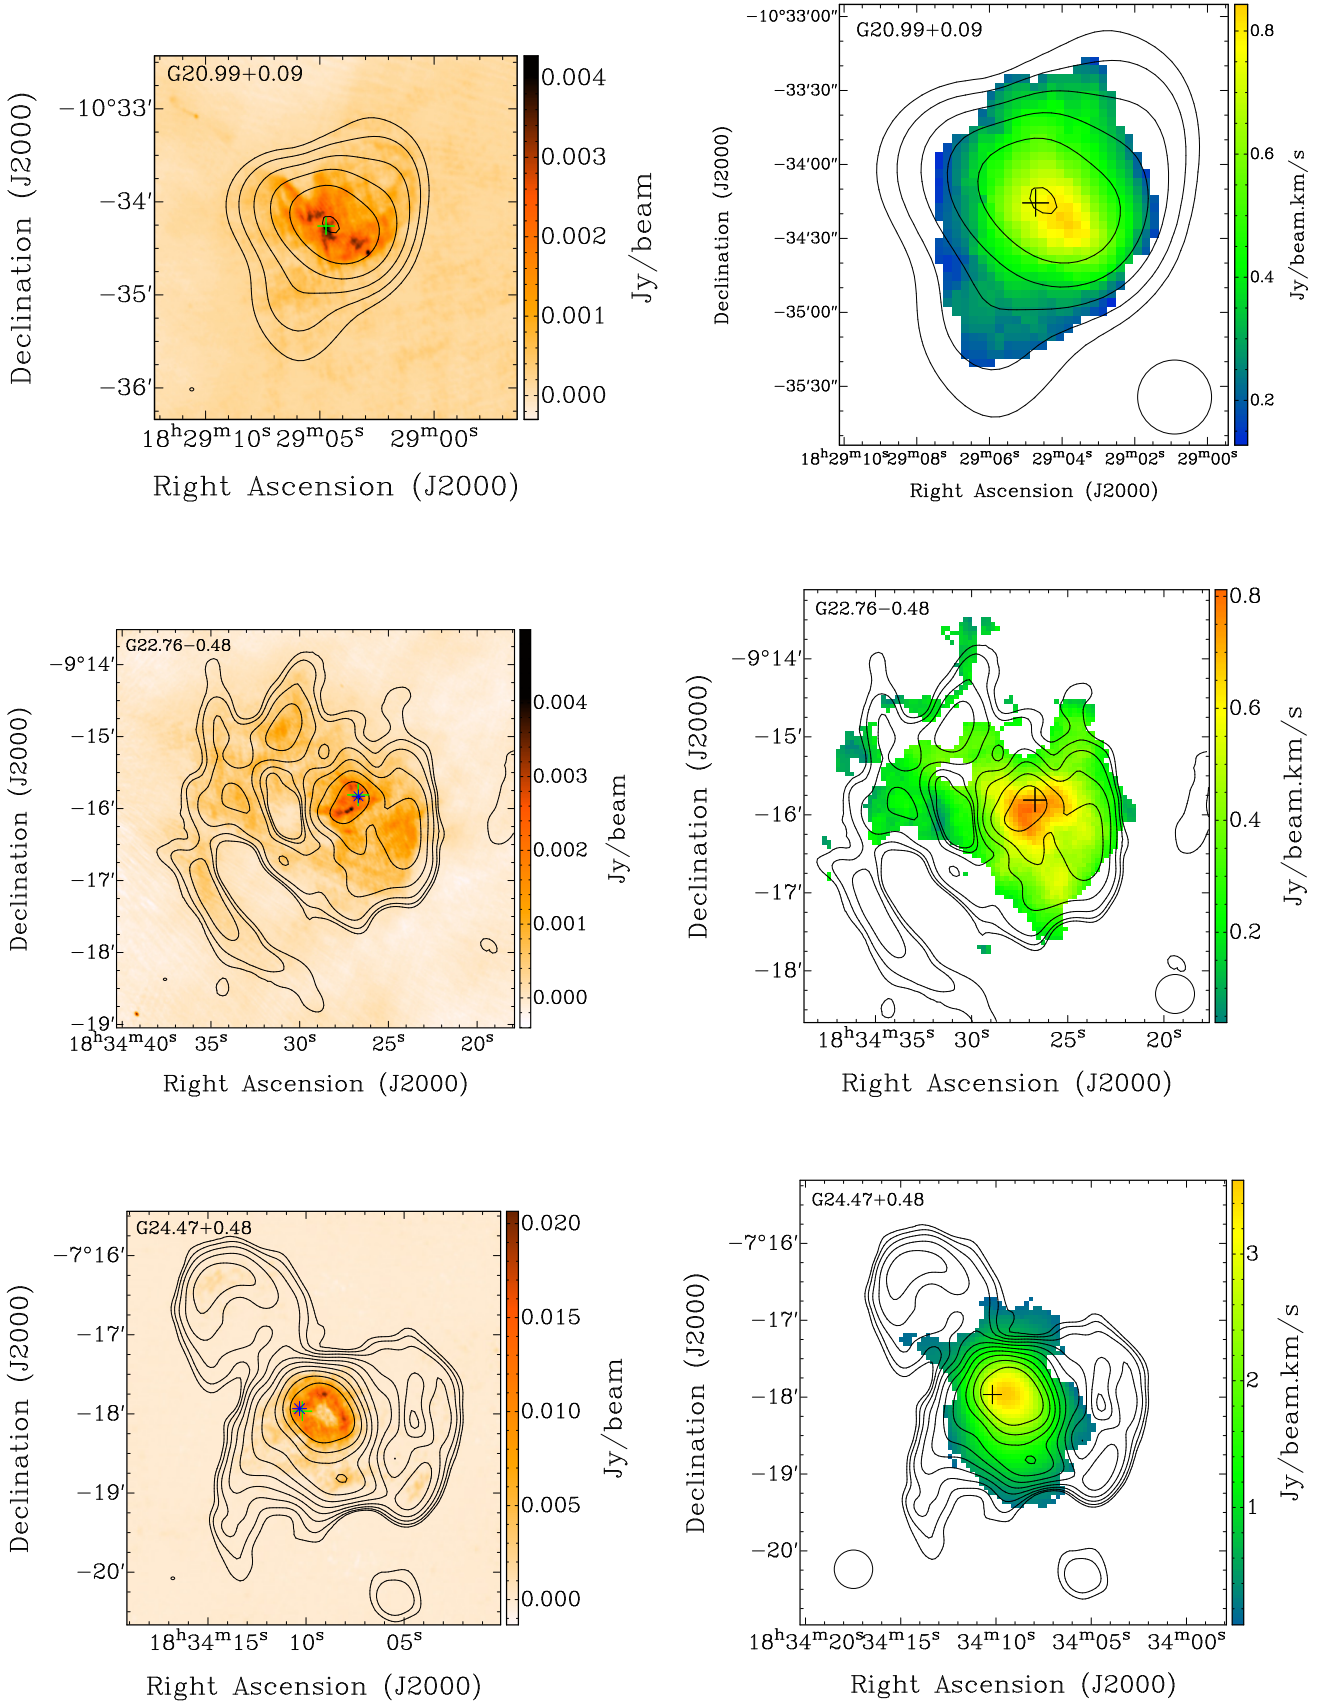 G20.99+0.09
−10°33′
−34′
−35′
−36′
18ʰ29ᵐ10ˢ 29ᵐ05ˢ 29ᵐ00ˢ
Right Ascension (J2000)
Declination (J2000)
0.004
0.003
0.002
0.001
0.000
Jy/beam
G20.99+0.09
−10°33′00″
−33′30″
−34′00″
−34′30″
−35′00″
−35′30″
18ʰ29ᵐ10ˢ 29ᵐ08ˢ 29ᵐ06ˢ 29ᵐ04ˢ 29ᵐ02ˢ 29ᵐ00ˢ
Right Ascension (J2000)
Declination (J2000)
0.8
0.6
0.4
0.2
Jy/beam.km/s
G22.76−0.48
−9°14′
−15′
−16′
−17′
−18′
−19′
18ʰ34ᵐ40ˢ 35ˢ 30ˢ 25ˢ 20ˢ
Right Ascension (J2000)
Declination (J2000)
0.004
0.003
0.002
0.001
0.000
Jy/beam
G22.76−0.48
−9°14′
−15′
−16′
−17′
−18′
18ʰ34ᵐ35ˢ 30ˢ 25ˢ 20ˢ
Right Ascension (J2000)
Declination (J2000)
0.8
0.6
0.4
0.2
Jy/beam.km/s
G24.47+0.48
−7°16′
−17′
−18′
−19′
−20′
18ʰ34ᵐ15ˢ 10ˢ 05ˢ
Right Ascension (J2000)
Declination (J2000)
0.020
0.015
0.010
0.005
0.000
Jy/beam
G24.47+0.48
−7°16′
−17′
−18′
−19′
−20′
18ʰ34ᵐ20ˢ 34ᵐ15ˢ 34ᵐ10ˢ 34ᵐ05ˢ 34ᵐ00ˢ
Right Ascension (J2000)
Declination (J2000)
3
2
1
Jy/beam.km/s